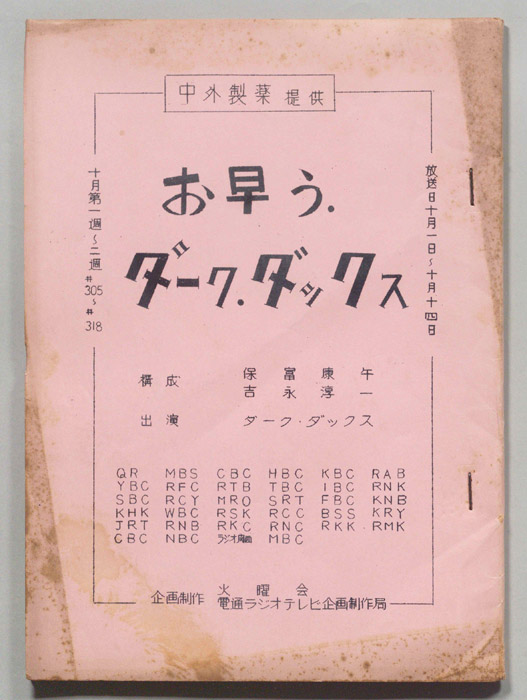 中外製薬 提供
お早う.
ダーク.ダックス
放送日十月一日〜十月十四日
十月第一週〜二週 #305〜#318
構成 保富康午
吉永淳一
出演 ダーク・ダックス
QR MBS CBC HBC KBC RAB
YBC RFC RTB TBC IBC RNK
SBC RCY MRO SRT FBC KNB
KHK WBC RSK RCC BSS KRY
JRT RNB RKC RNC RKK RMK
CBC NBC ラジオ MBC
企画制作 火曜会
電通ラジオテレビ企画制作局